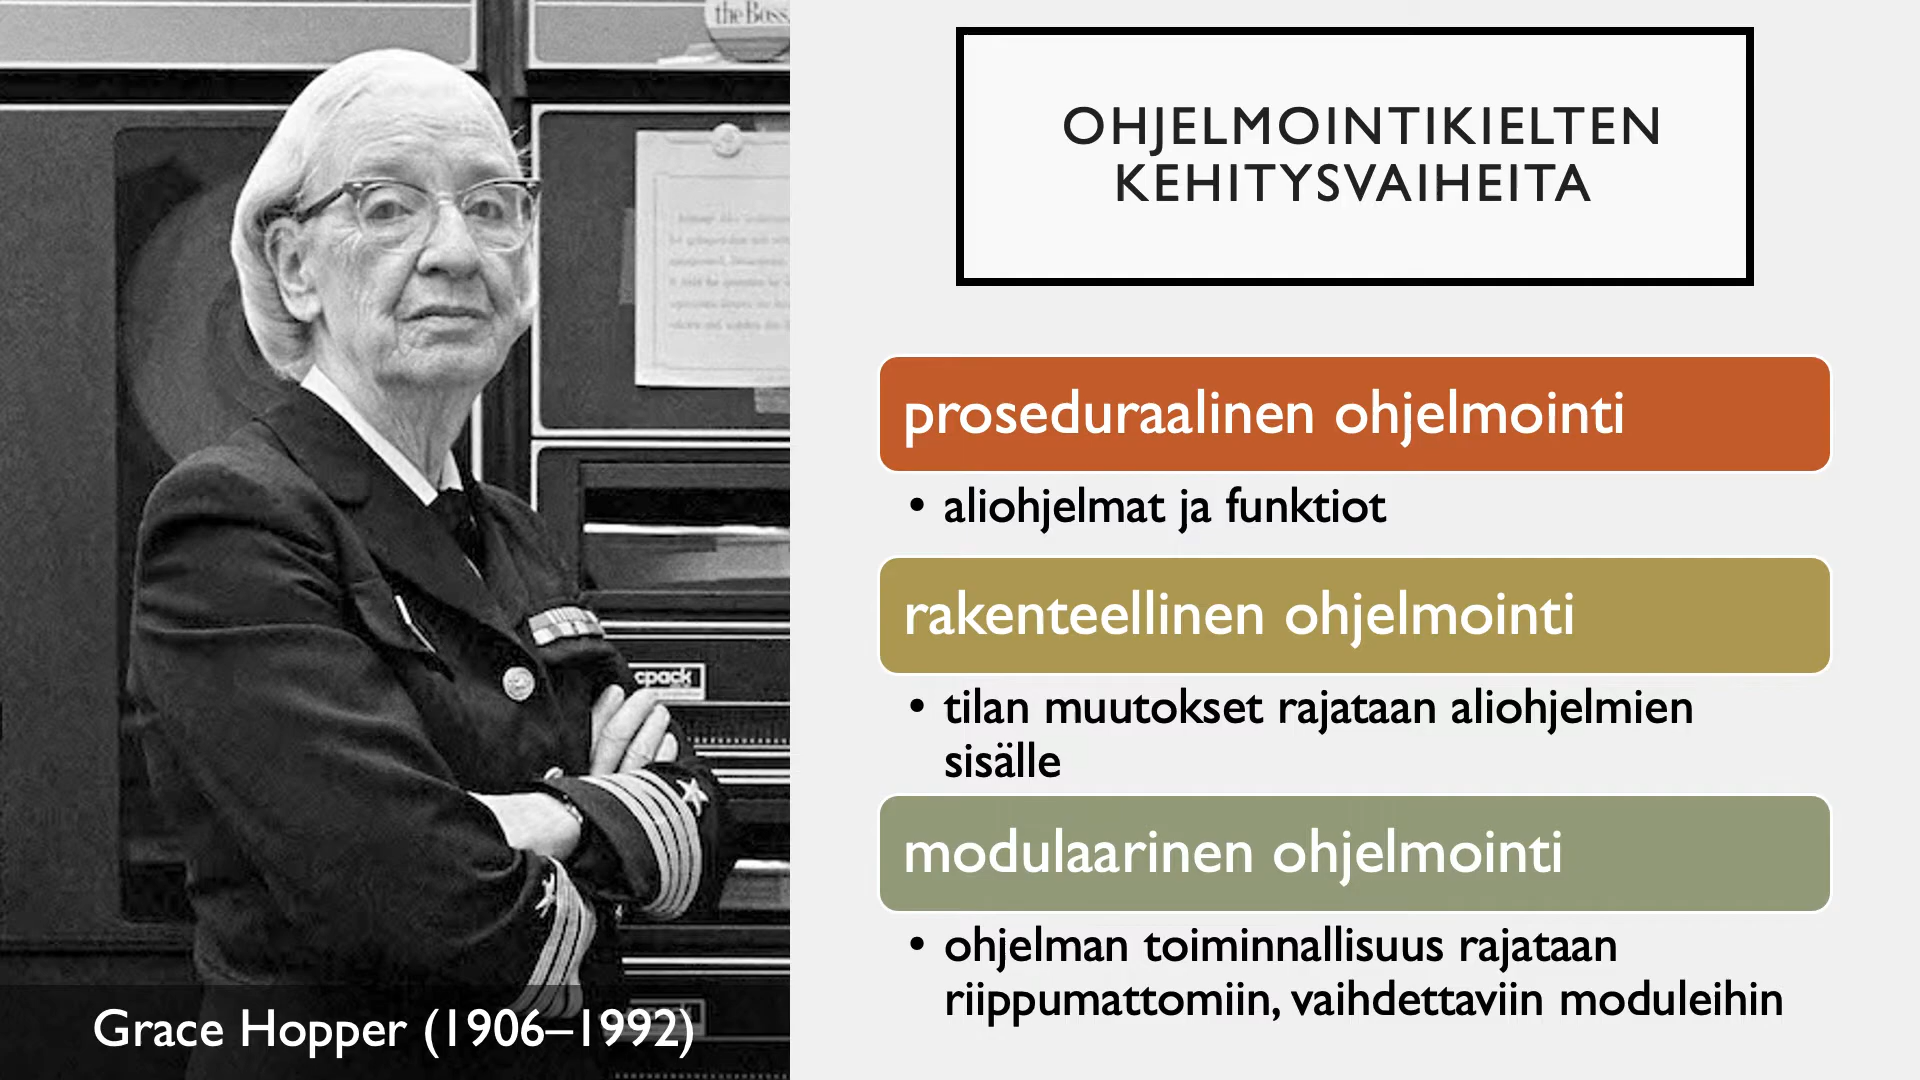 the Boss.
OHJELMOINTIKIELTEN
KEHITYSVAIHEITA
proseduraalinen ohjelmointi
• aliohjelmat ja funktiot
rakenteellinen ohjelmointi
• tilan muutokset rajataan aliohjelmien
sisälle
cpack
modulaarinen ohjelmointi
• ohjelman toiminnallisuus rajataan
riippumattomiin, vaihdettaviin moduleihin
Grace Hopper (1906–1992)